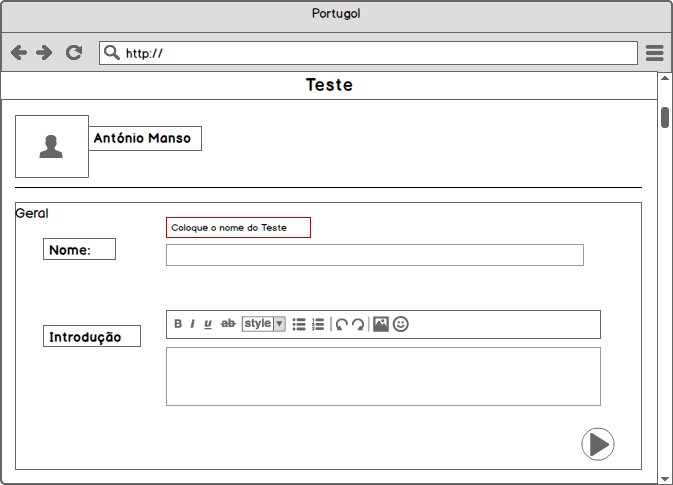 Portugol
http://
Teste
António Manso
Geral
Coloque o nome do Teste
Nome:
B i u ab style
Introdução